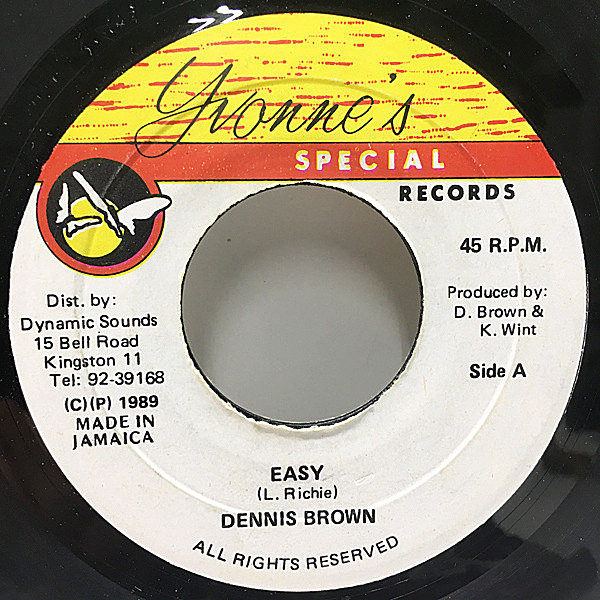 Yvonne's
SPECIAL
RECORDS
45 R.P.M.
Produced by:
D. Brown &
K. Wint
Side A
Dist. by:
Dynamic Sounds
15 Bell Road
Kingston 11
Tel: 92-39168
(C)(P) 1989
MADE IN
JAMAICA
EASY
(L. Richie)
DENNIS BROWN
ALL RIGHTS RESERVED